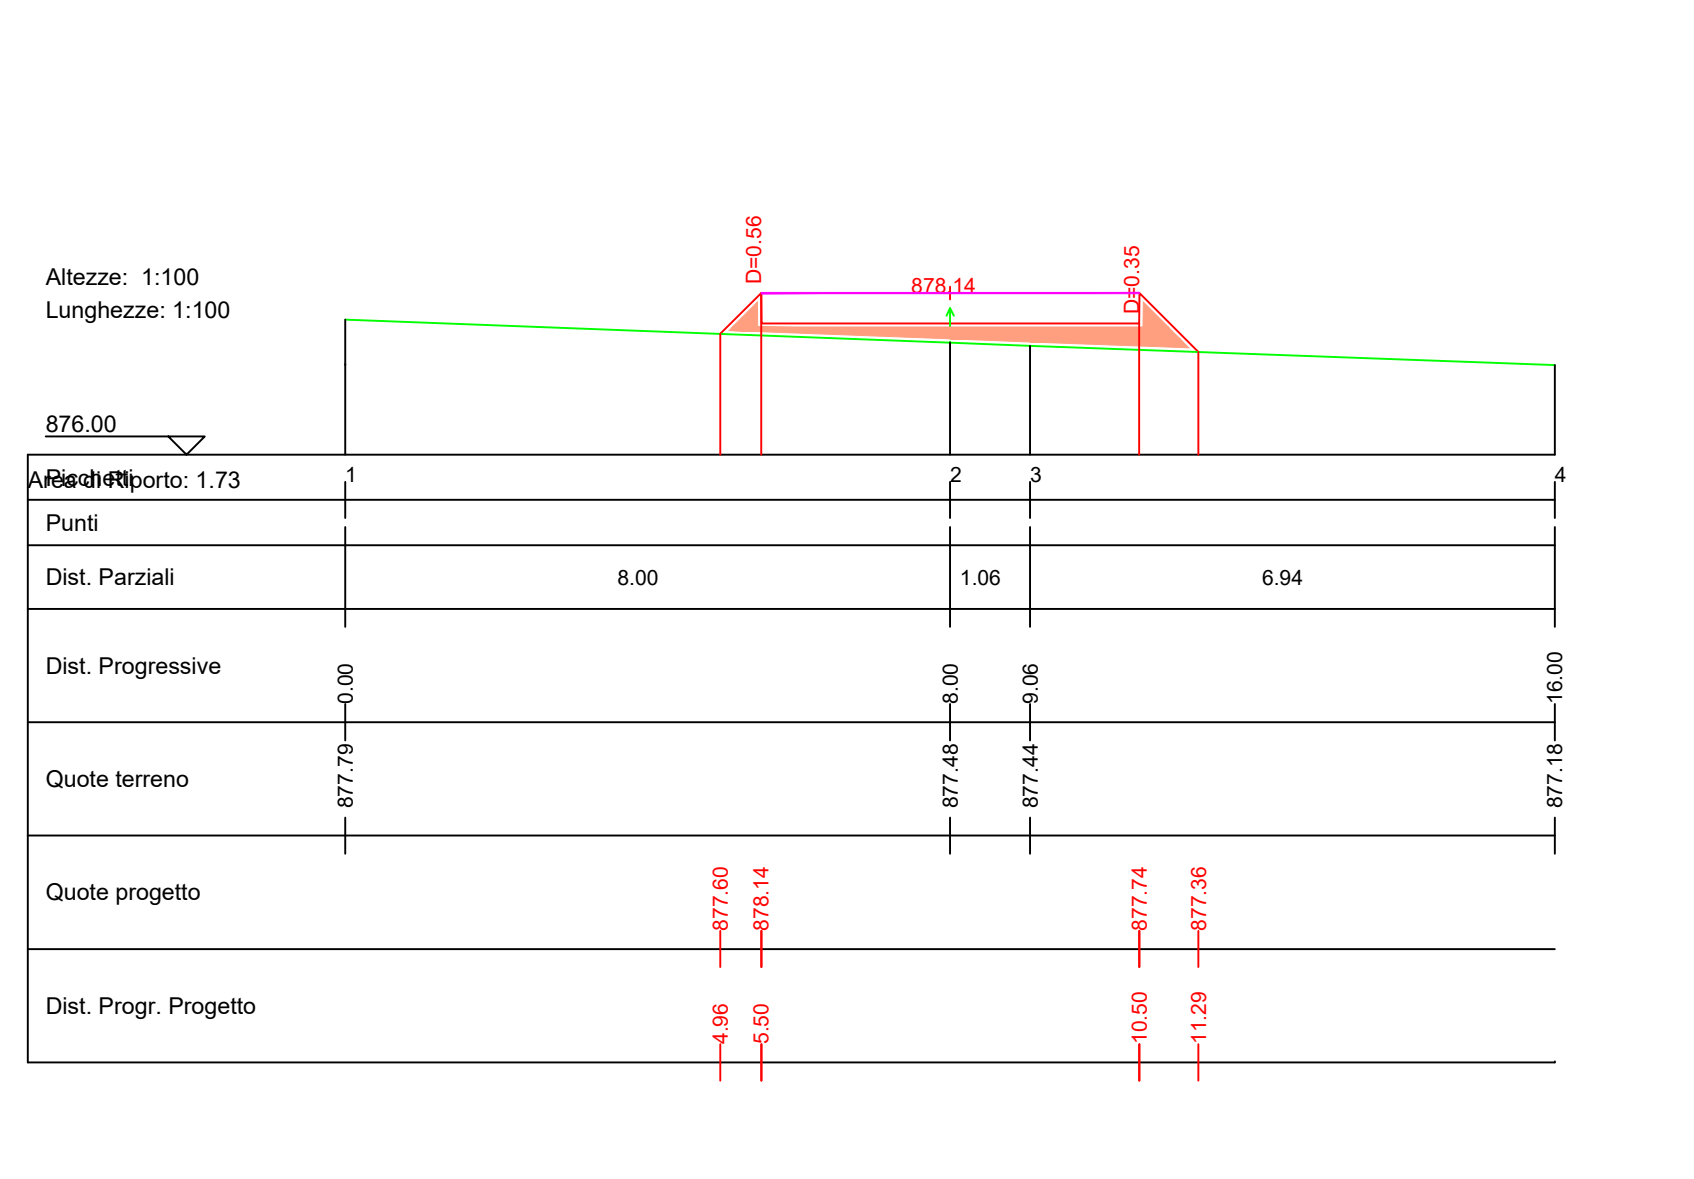 D=0.56
D=0.35
878.14
Altezze: 1:100
Lunghezze: 1:100
876.00
Picchetti 1 2 3 4
Area di Riporto: 1.73
Punti
Dist. Parziali 8.00 1.06 6.94
Dist. Progressive 0.00 8.00 9.06 16.00
Quote terreno 877.79 877.48 877.44 877.18
Quote progetto 877.60 878.14 877.74 877.36
Dist. Progr. Progetto 4.96 5.50 10.50 11.29